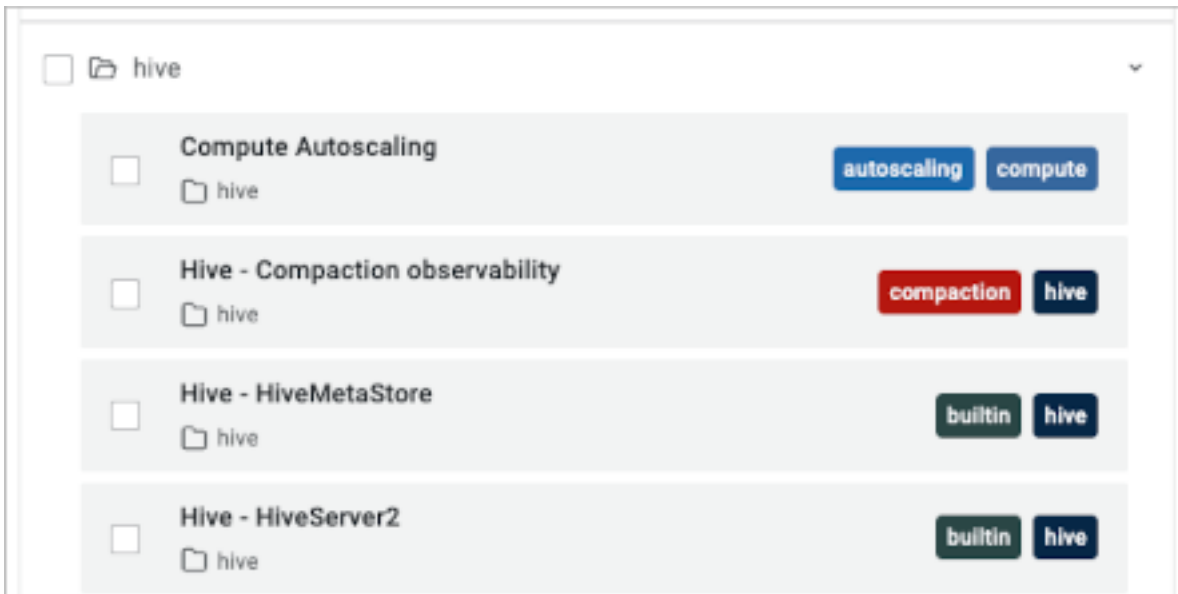 hive
Compute Autoscaling
hive
autoscaling compute
Hive - Compaction observability
hive
compaction hive
Hive - HiveMetaStore
hive
builtin hive
Hive - HiveServer2
hive
builtin hive